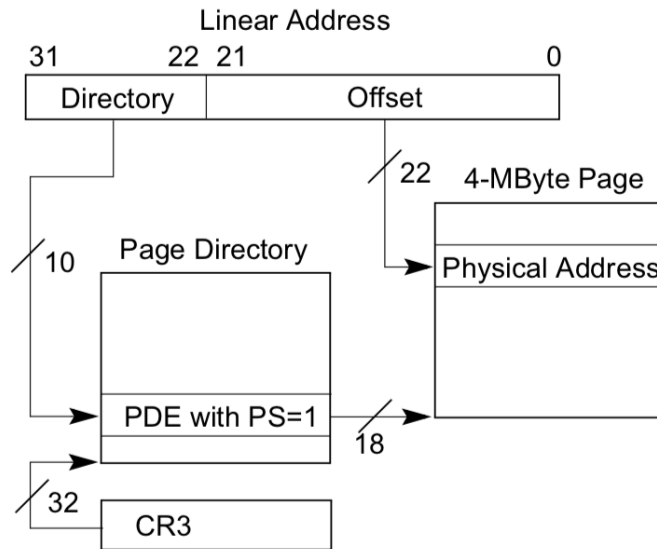 Linear Address
31 22 21 0
Directory Offset
22
4-MByte Page
10
Page Directory
Physical Address
PDE with PS=1
18
32
CR3